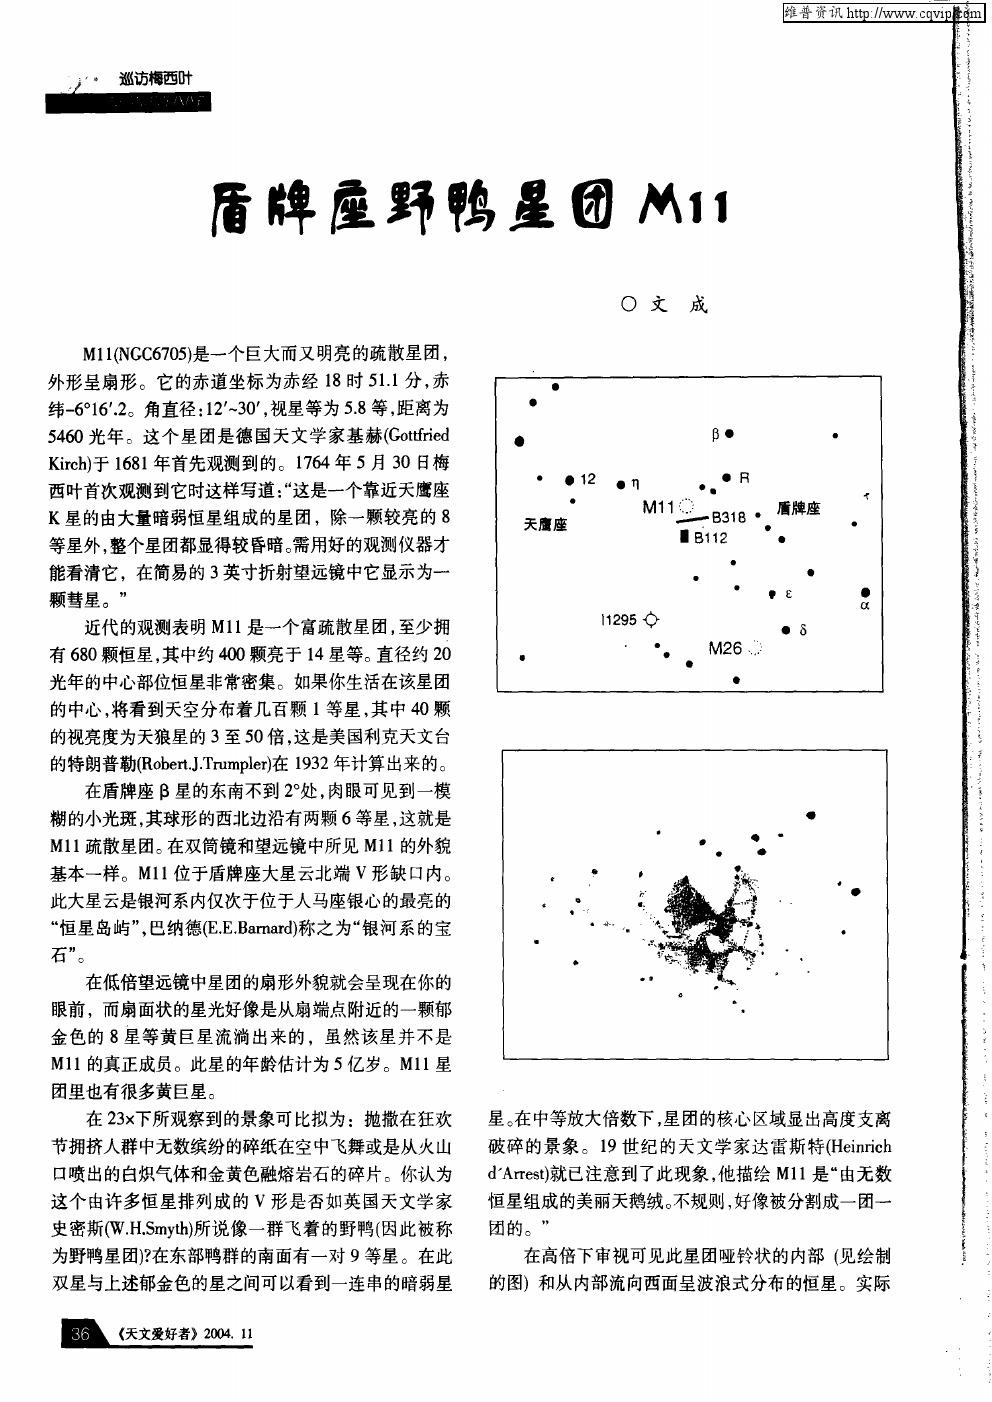 维普资讯 http://www.cqvip.com
巡访梅西叶
盾牌座野鸭星团 M11
○ 文 成
M11(NGC6705)是一个巨大而又明亮的疏散星团，
外形呈扇形。它的赤道坐标为赤经 18 时 51.1 分，赤
纬-6°16′.2。角直径：12′~30′，视星等为 5.8 等，距离为
5460 光年。这个星团是德国天文学家基赫(Gottfried
Kirch)于 1681 年首先观测到的。1764 年 5 月 30 日梅
西叶首次观测到它时这样写道：“这是一个靠近天鹰座
K 星的由大量暗弱恒星组成的星团，除一颗较亮的 8
等星外，整个星团都显得较昏暗。需用好的观测仪器才
能看清它，在简易的 3 英寸折射望远镜中它显示为一
颗彗星。”
近代的观测表明 M11 是一个富疏散星团，至少拥
有 680 颗恒星，其中约 400 颗亮于 14 星等。直径约 20
光年的中心部位恒星非常密集。如果你生活在该星团
的中心，将看到天空分布着几百颗 1 等星，其中 40 颗
的视亮度为天狼星的 3 至 50 倍，这是美国利克天文台
的特朗普勒(Robert.J.Trumpler)在 1932 年计算出来的。
在盾牌座 β 星的东南不到 2°处，肉眼可见到一模
糊的小光斑，其球形的西北边沿有两颗 6 等星，这就是
M11 疏散星团。在双筒镜和望远镜中所见 M11 的外貌
基本一样。M11 位于盾牌座大星云北端 V 形缺口内。
此大星云是银河系内仅次于位于人马座银心的最亮的
“恒星岛屿”，巴纳德(E.E.Barnard)称之为“银河系的宝
石”。
在低倍望远镜中星团的扇形外貌就会呈现在你的
眼前，而扇面状的星光好像是从扇端点附近的一颗郁
金色的 8 星等黄巨星流淌出来的，虽然该星并不是
M11 的真正成员。此星的年龄估计为 5 亿岁。M11 星
团里也有很多黄巨星。
在 23×下所观察到的景象可比拟为：抛撒在狂欢
节拥挤人群中无数缤纷的碎纸在空中飞舞或是从火山
口喷出的白炽气体和金黄色融熔岩石的碎片。你认为
这个由许多恒星排列成的 V 形是否如英国天文学家
史密斯(W.H.Smyth)所说像一群飞着的野鸭(因此被称
为野鸭星团)?在东部鸭群的南面有一对 9 等星。在此
双星与上述郁金色的星之间可以看到一连串的暗弱星
β
12
η
R
M11
B318
盾牌座
天鹰座
B112
ε
α
I1295
δ
M26
星。在中等放大倍数下，星团的核心区域显出高度支离
破碎的景象。19 世纪的天文学家达雷斯特(Heinrich
d´Arrest)就已注意到了此现象，他描绘 M11 是“由无数
恒星组成的美丽天鹅绒。不规则，好像被分割成一团一
团的。”
在高倍下审视可见此星团哑铃状的内部（见绘制
的图）和从内部流向西面呈波浪式分布的恒星。实际
36 《天文爱好者》2004. 11